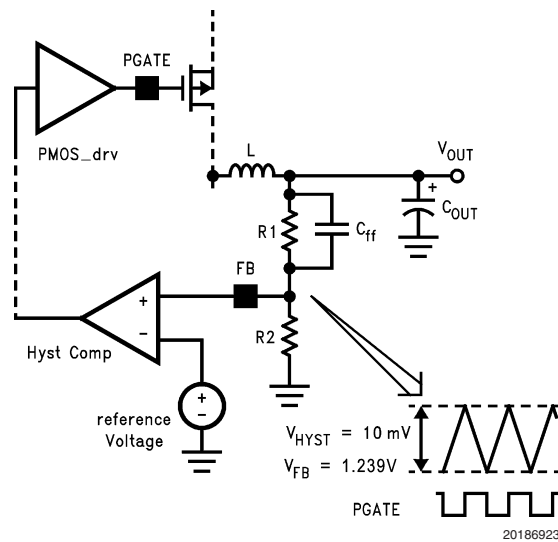 PGATE
PMOS_drv
L
VOUT
+
COUT
R1
Cff
FB
+
−
Hyst Comp
R2
+
−
reference
Voltage
VHYST = 10 mV
VFB = 1.239V
PGATE
20186923